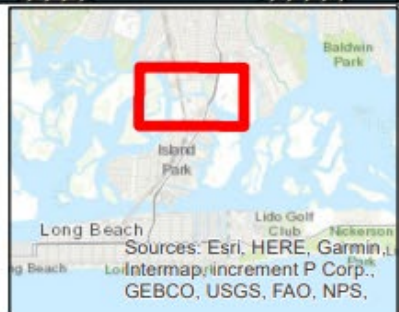 Baldwin
Park
Island
Park
Long Beach
Lido Golf
Club
Nickerson
Sources: Esri, HERE, Garmin,
g Beach
Intermap, increment P Corp.,
GEBCO, USGS, FAO, NPS,